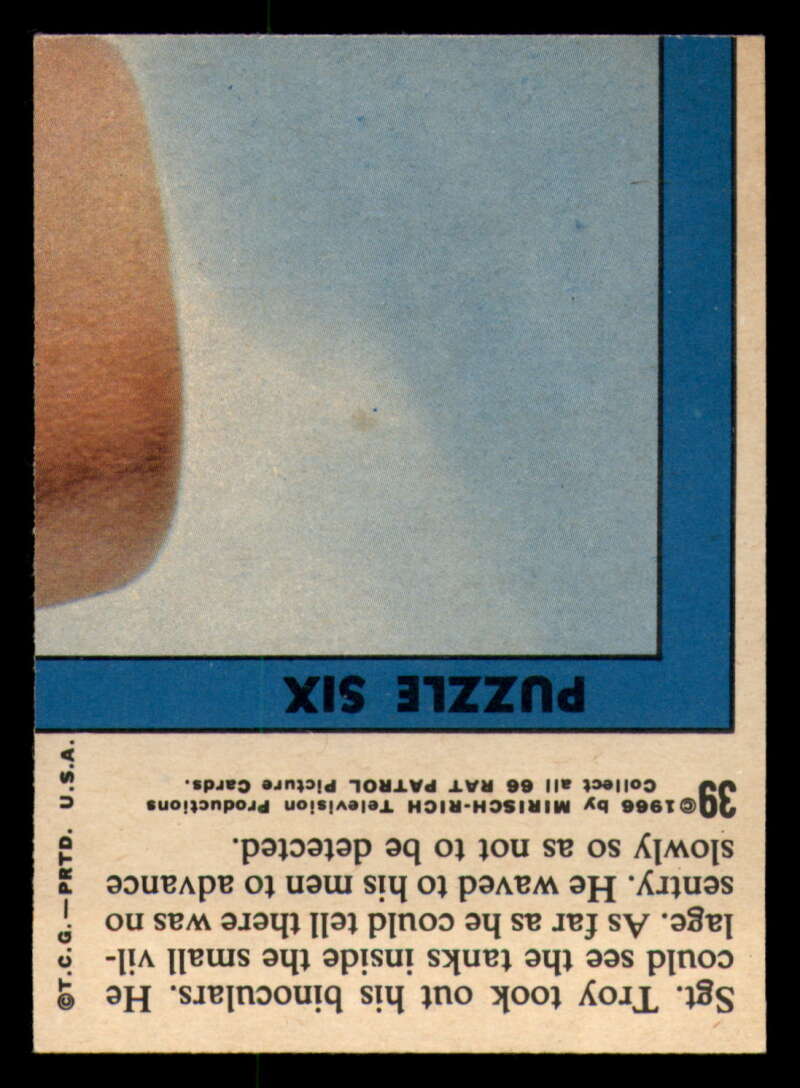 Sgt. Troy took out his binoculars. He
could see the tanks inside the small vil-
lage. As far as he could tell there was no
sentry. He waved to his men to advance
slowly so as not to be detected.
39 ©1966 by MIRISCH-RICH Television Productions
Collect all 66 RAT PATROL Picture Cards.
PUZZLE SIX
©T.C.G.—PRTD. U.S.A.